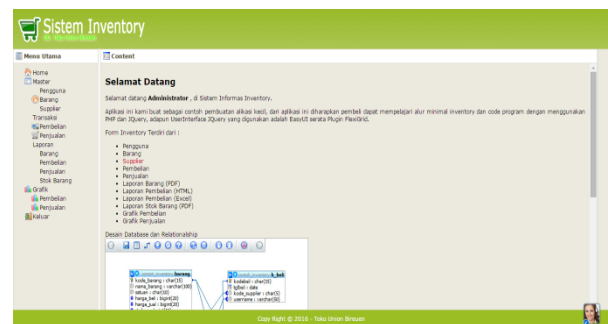 Sistem Inventory
Menu Utama
Content
Home
Master
Pengguna
Barang
Supplier
Transaksi
Pembelian
Penjualan
Laporan
Barang
Pembelian
Penjualan
Stok Barang
Grafik
Pembelian
Penjualan
Keluar
Selamat Datang
Selamat datang Administrator , di Sistem Informas Inventory.
Aplikasi ini kami buat sebagai contoh pembuatan alikasi kecil, dari aplikasi ini diharapkan pembeli dapat mempelajari alur minimal inventory dan code program dengan menggunakan
PHP dan JQuery, adapun UserInterface JQuery yang digunakan adalah EasyUI serata Plugin FlexiGrid.
Form Inventory Terdiri dari :
Pengguna
Barang
Supplier
Pembelian
Penjualan
Laporan Barang (PDF)
Laporan Pembelian (HTML)
Laporan Pembelian (Excel)
Laporan Stok Barang (PDF)
Grafik Pembelian
Grafik Penjualan
Desain Database dan Relationalship
barang
kode_barang : char(15)
nama_barang : varchar(100)
satuan : char(10)
harga_beli : bigint(20)
harga_jual : bigint(20)
h_beli
kodebeli : char(15)
tglbeli : date
kode_supplier : char(5)
username : varchar(50)
Copy Right © 2016 - Toko Union Bireuen